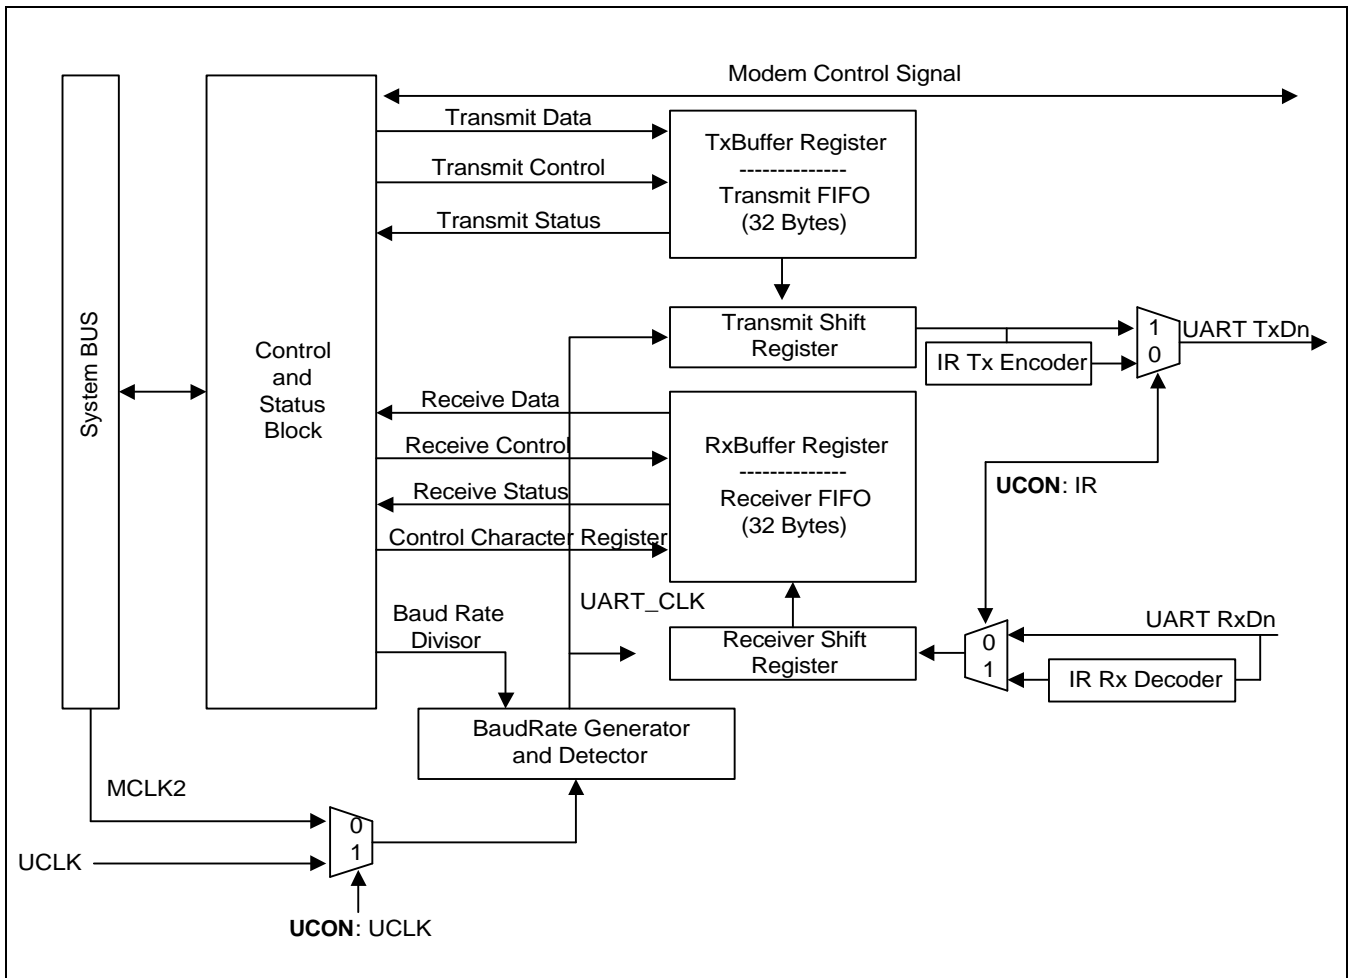 Modem Control Signal
Transmit Data
TxBuffer Register
--------------
Transmit FIFO
(32 Bytes)
Transmit Control
Transmit Status
System BUS
Control
and
Status
Block
Transmit Shift
Register
IR Tx Encoder
1
0
UART TxDn
Receive Data
Receive Control
Receive Status
Control Character Register
RxBuffer Register
--------------
Receiver FIFO
(32 Bytes)
UCON: IR
Baud Rate
Divisor
UART_CLK
Receiver Shift
Register
0
1
UART RxDn
IR Rx Decoder
BaudRate Generator
and Detector
MCLK2
UCLK
0
1
UCON: UCLK